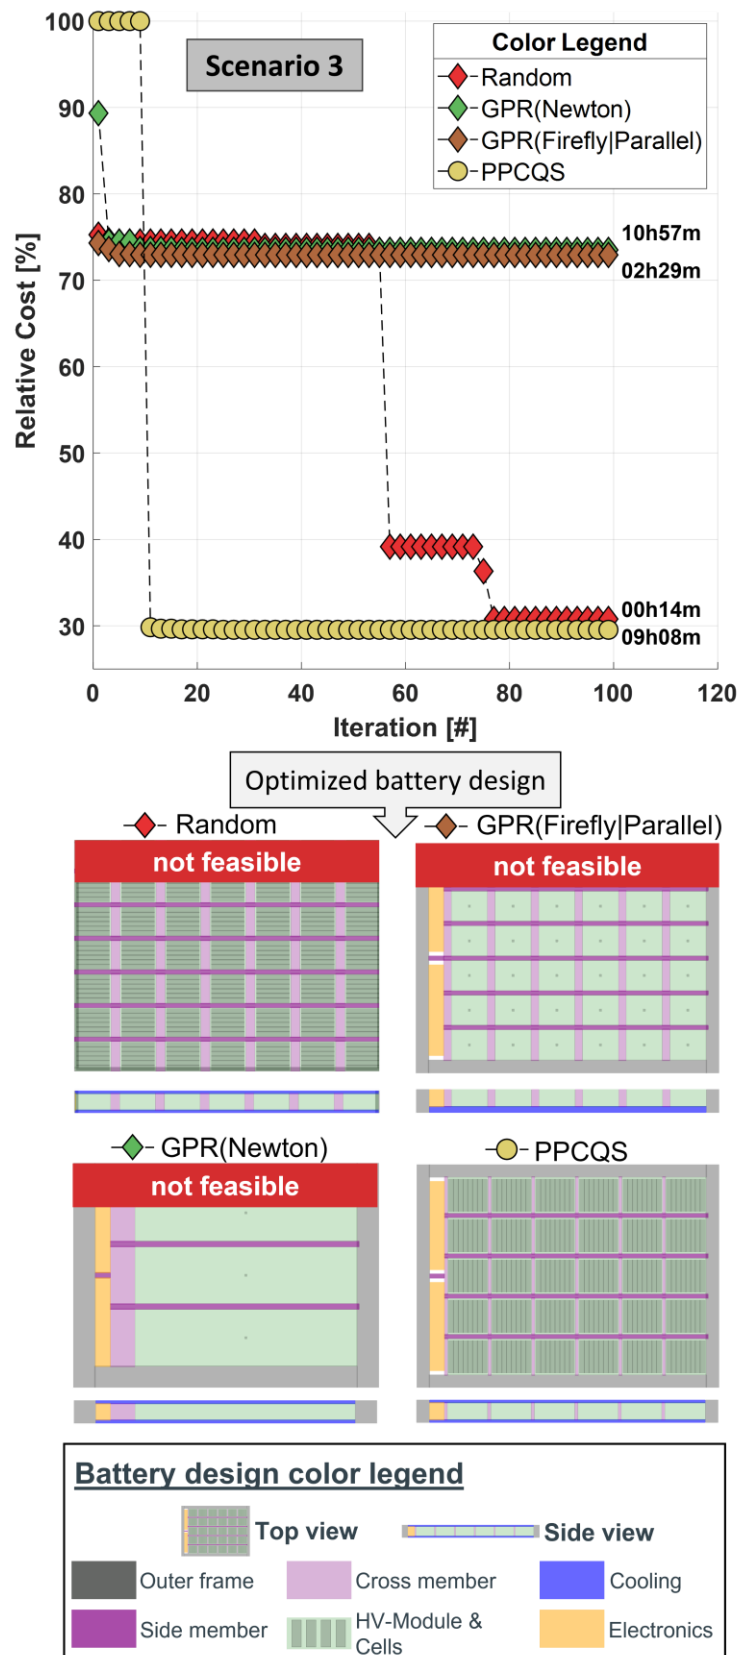 100
90
80
70
60
50
40
30
Relative Cost [%]
0
20
40
60
80
100
120
Iteration [#]
Scenario 3
Color Legend
Random
GPR(Newton)
GPR(Firefly|Parallel)
PPCQS
10h57m
02h29m
00h14m
09h08m
Optimized battery design
Random
GPR(Firefly|Parallel)
not feasible
not feasible
GPR(Newton)
PPCQS
not feasible
Battery design color legend
Top view
Side view
Outer frame
Cross member
Cooling
Side member
HV-Module &
Cells
Electronics